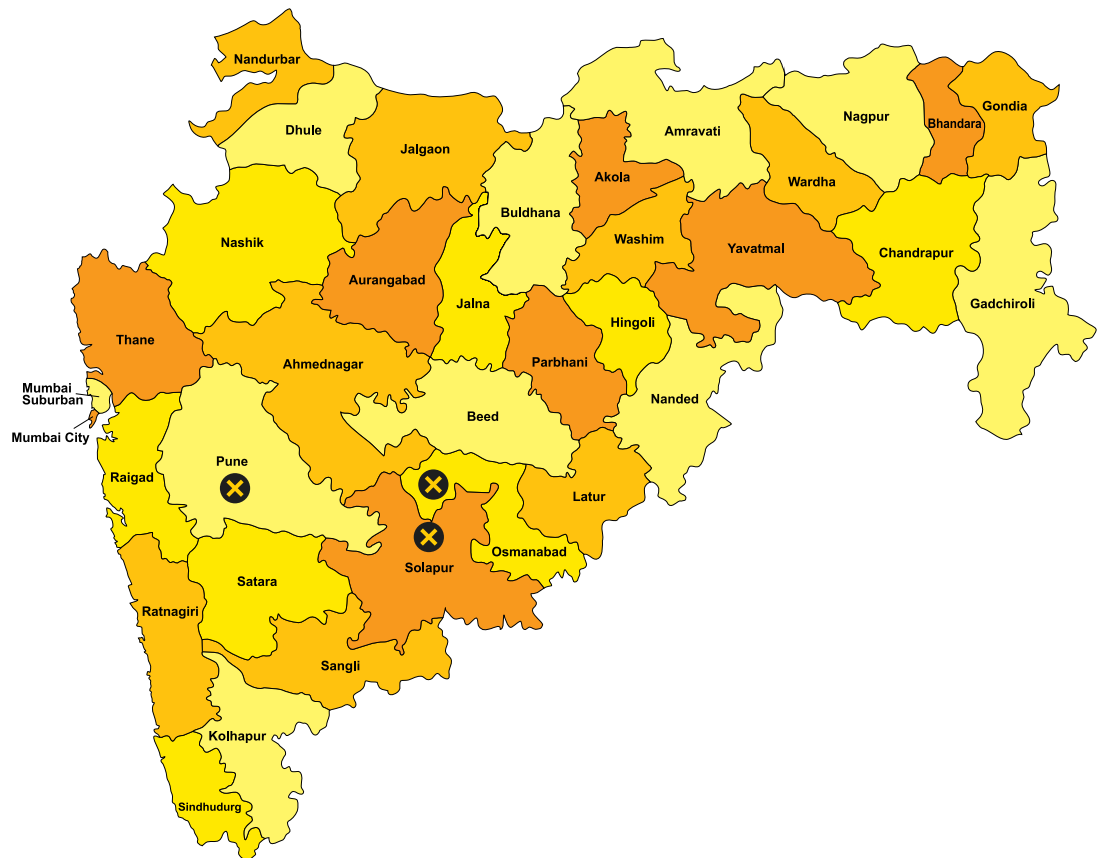 Nandurbar
Dhule
Jalgaon
Buldhana
Akola
Amravati
Washim
Wardha
Nagpur
Bhandara
Gondia
Yavatmal
Chandrapur
Gadchiroli
Nashik
Aurangabad
Jalna
Hingoli
Parbhani
Nanded
Thane
Ahmednagar
Mumbai
Suburban
Mumbai City
Beed
Raigad
Pune
Latur
Osmanabad
Solapur
Satara
Ratnagiri
Sangli
Kolhapur
Sindhudurg